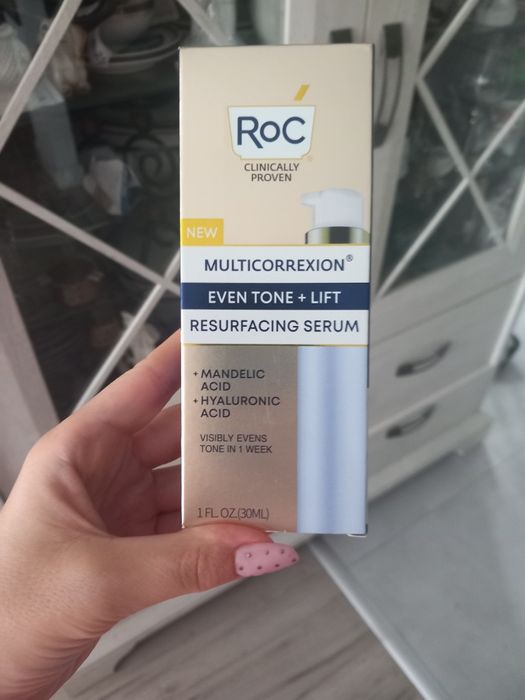 RoC
®
CLINICALLY
PROVEN
NEW
MULTICORREXION®
EVEN TONE + LIFT
RESURFACING SERUM
+ MANDELIC
ACID
+ HYALURONIC
ACID
VISIBLY EVENS
TONE IN 1 WEEK
1 FL. OZ.(30ML)